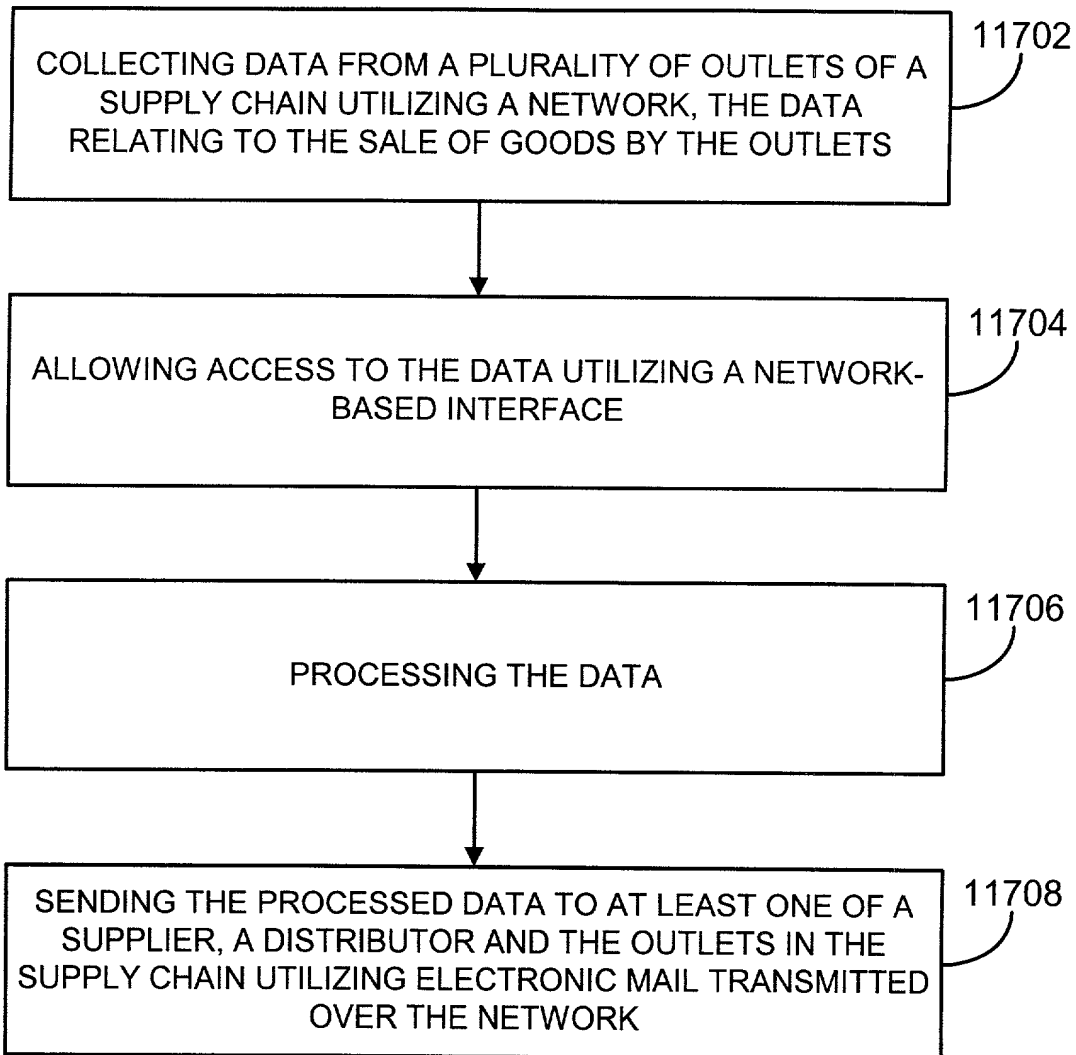 11702
COLLECTING DATA FROM A PLURALITY OF OUTLETS OF A
SUPPLY CHAIN UTILIZING A NETWORK, THE DATA
RELATING TO THE SALE OF GOODS BY THE OUTLETS
11704
ALLOWING ACCESS TO THE DATA UTILIZING A NETWORK-
BASED INTERFACE
11706
PROCESSING THE DATA
11708
SENDING THE PROCESSED DATA TO AT LEAST ONE OF A
SUPPLIER, A DISTRIBUTOR AND THE OUTLETS IN THE
SUPPLY CHAIN UTILIZING ELECTRONIC MAIL TRANSMITTED
OVER THE NETWORK